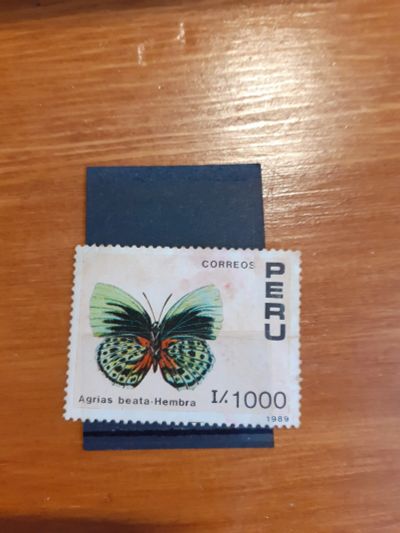 CORREOS
PERU
Agrias beata-Hembra
I/.1000
1989